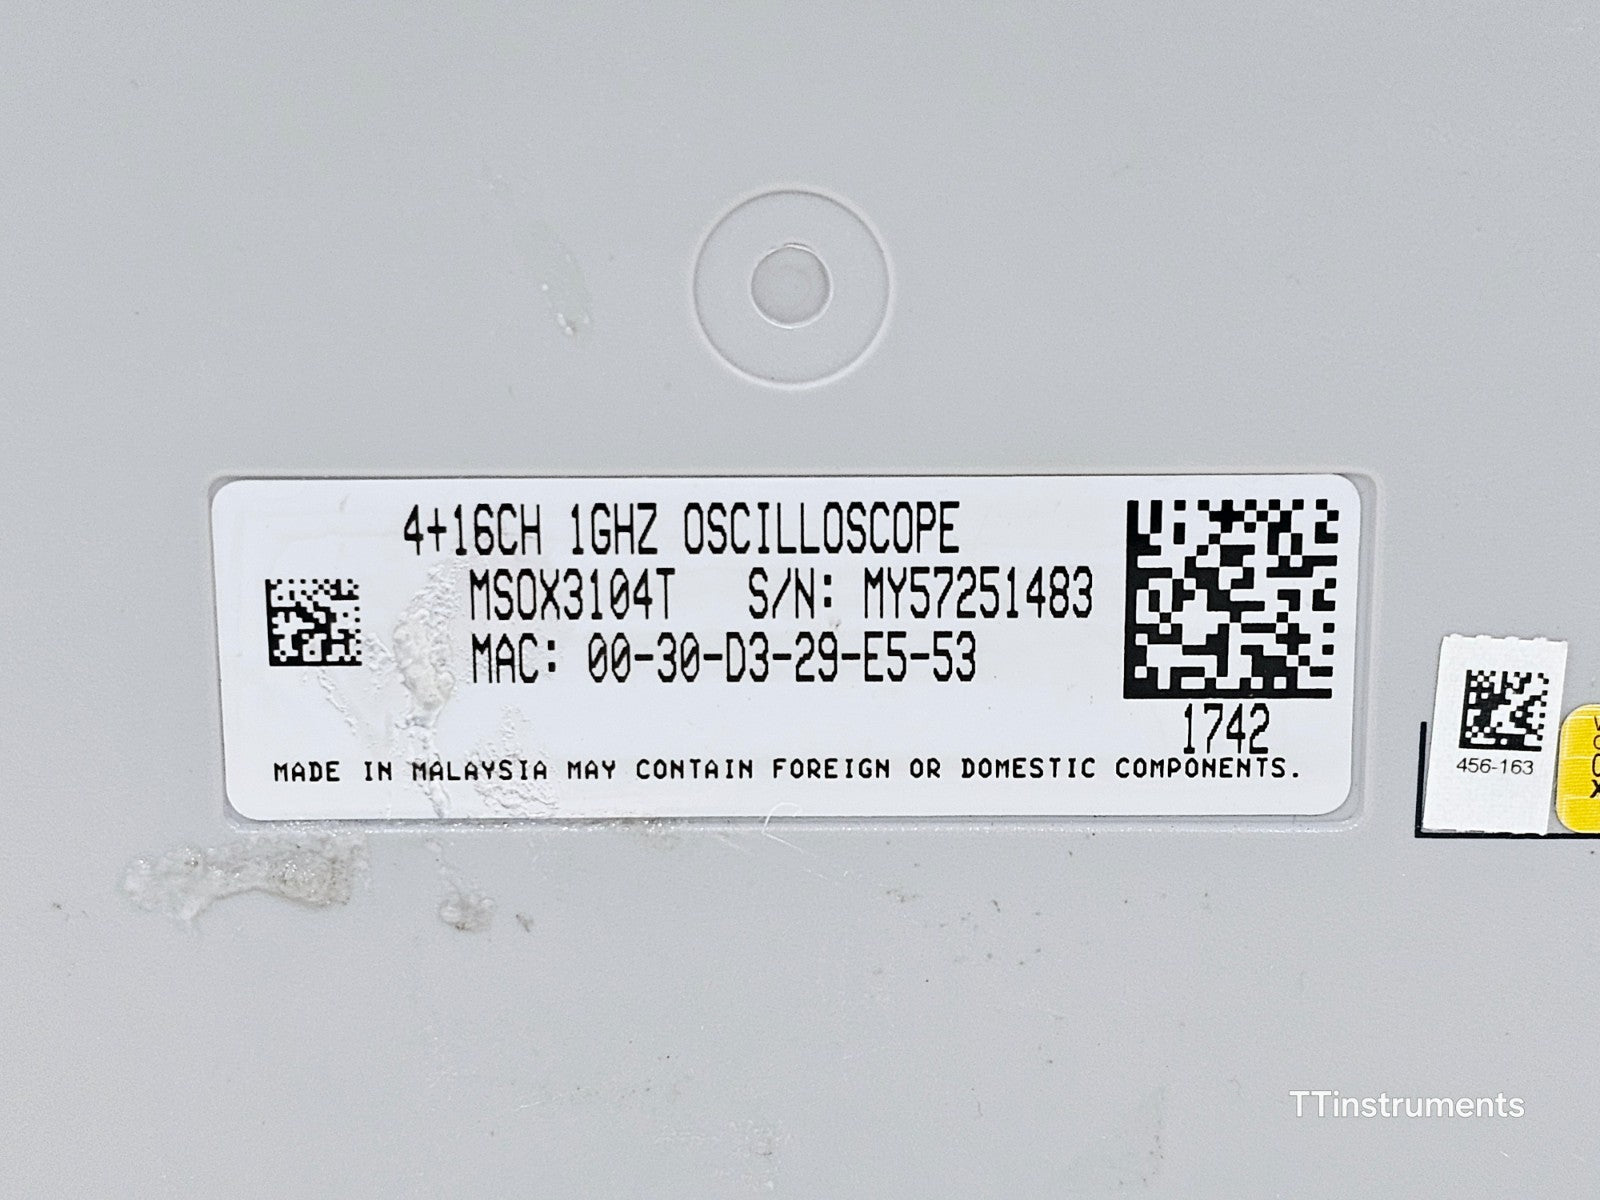 4+16CH 1GHZ OSCILLOSCOPE
MSOX3104T S/N: MY57251483
MAC: 00-30-D3-29-E5-53
1742
MADE IN MALAYSIA MAY CONTAIN FOREIGN OR DOMESTIC COMPONENTS.
456-163
TTinstruments